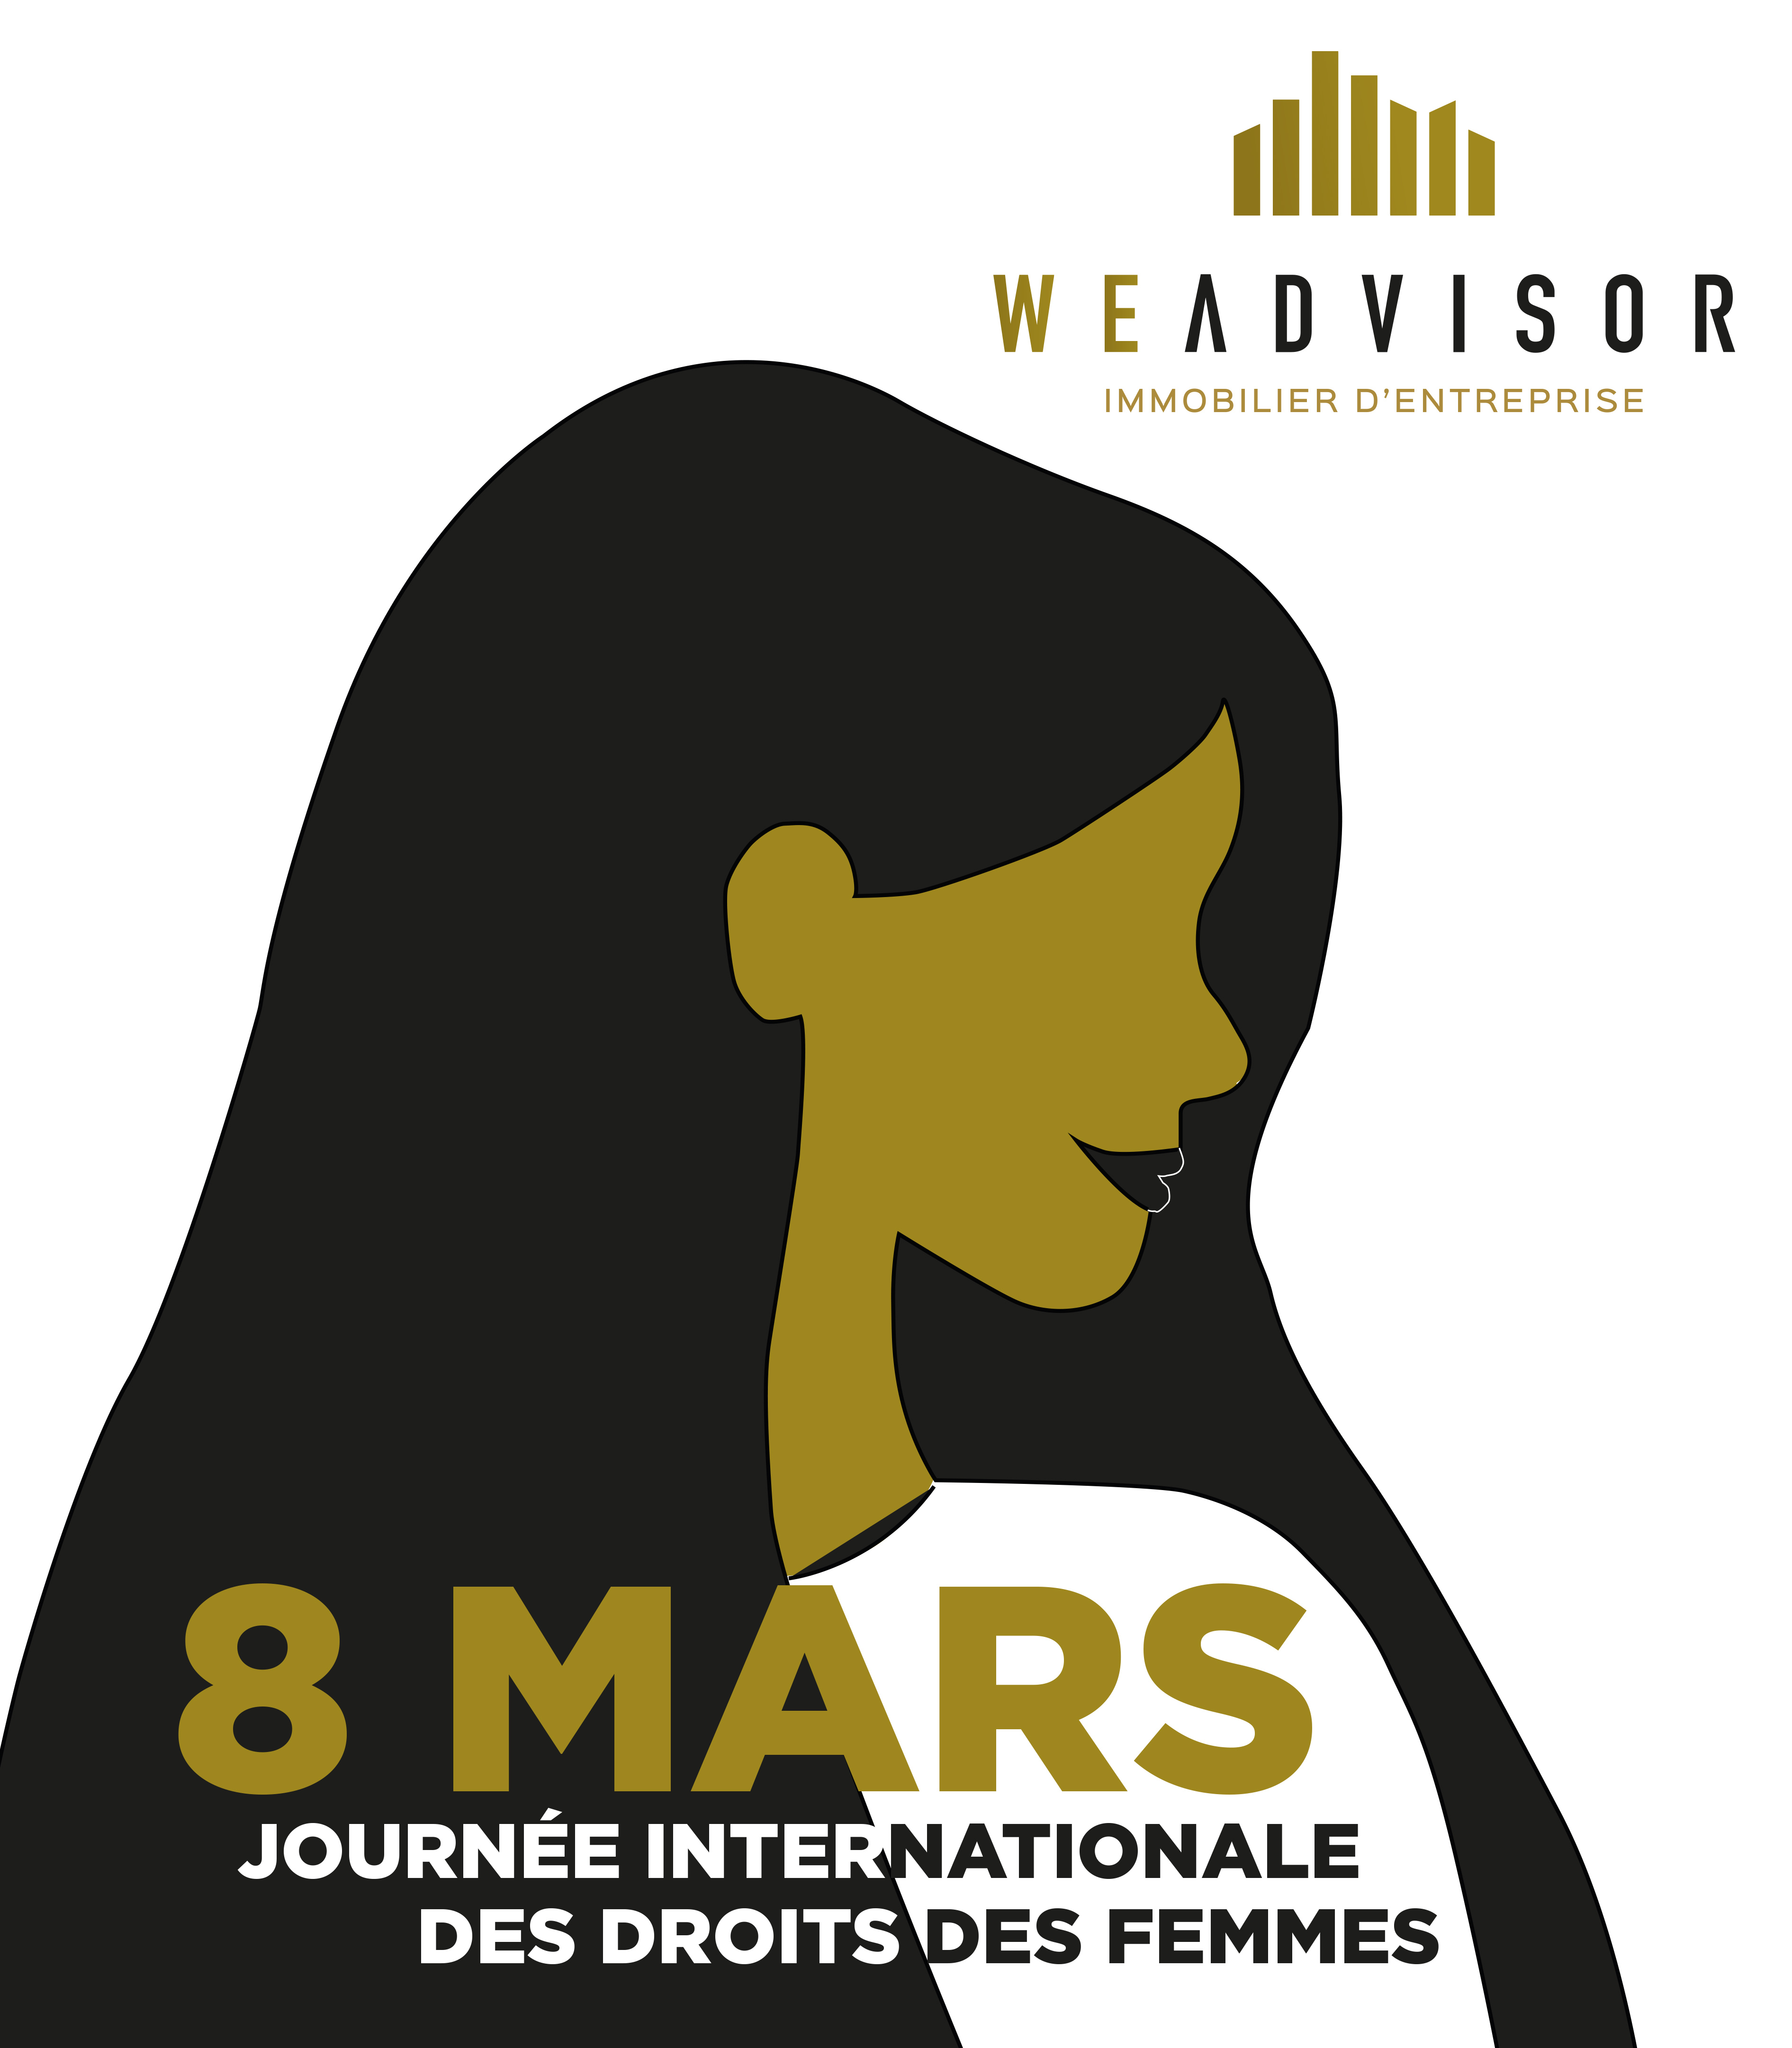 WEADVISOR
IMMOBILIER D'ENTREPRISE
8 MARS
JOURNÉE INTERNATIONALE
DES DROITS DES FEMMES